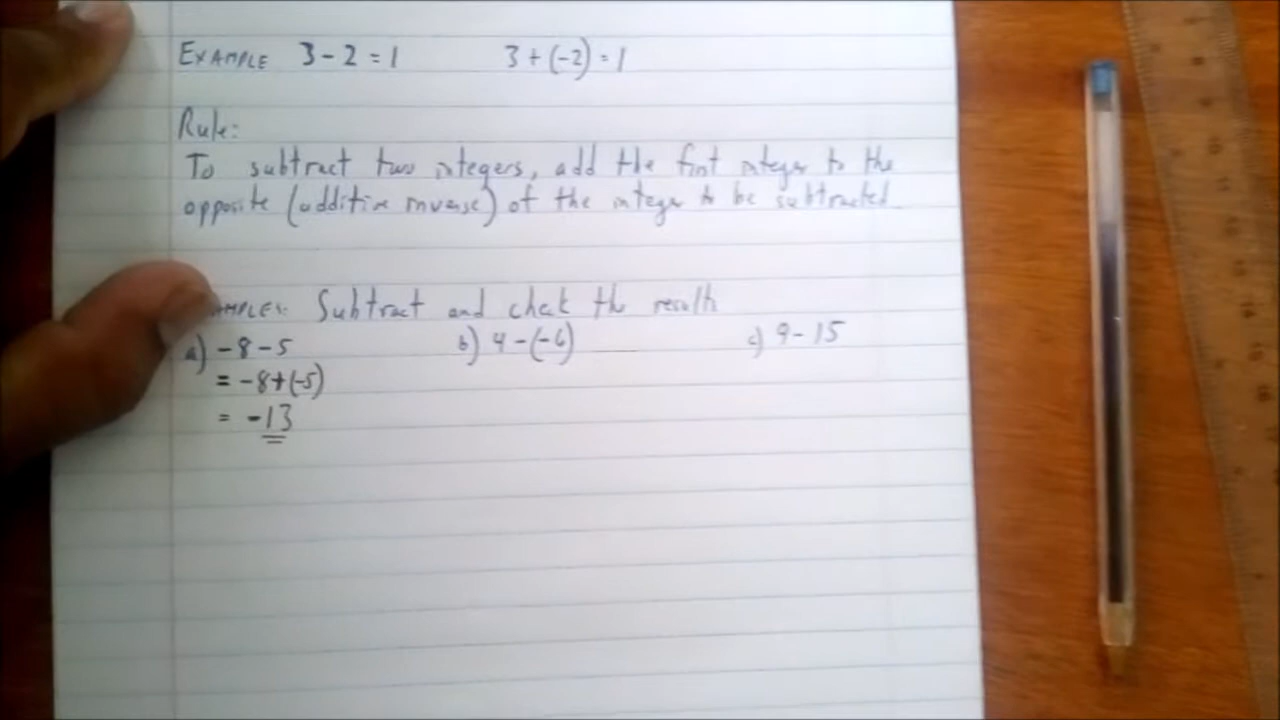 EXAMPLE 3 - 2 = 1 3 + (-2) = 1
Rule:
To subtract two integers, add the first integer to the
opposite (additive inverse) of the integer to be subtracted
AMPLES: Subtract and check the results
a) -8 - 5 b) 4 - (-6) c) 9 - 15
= -8 + (-5)
= -13